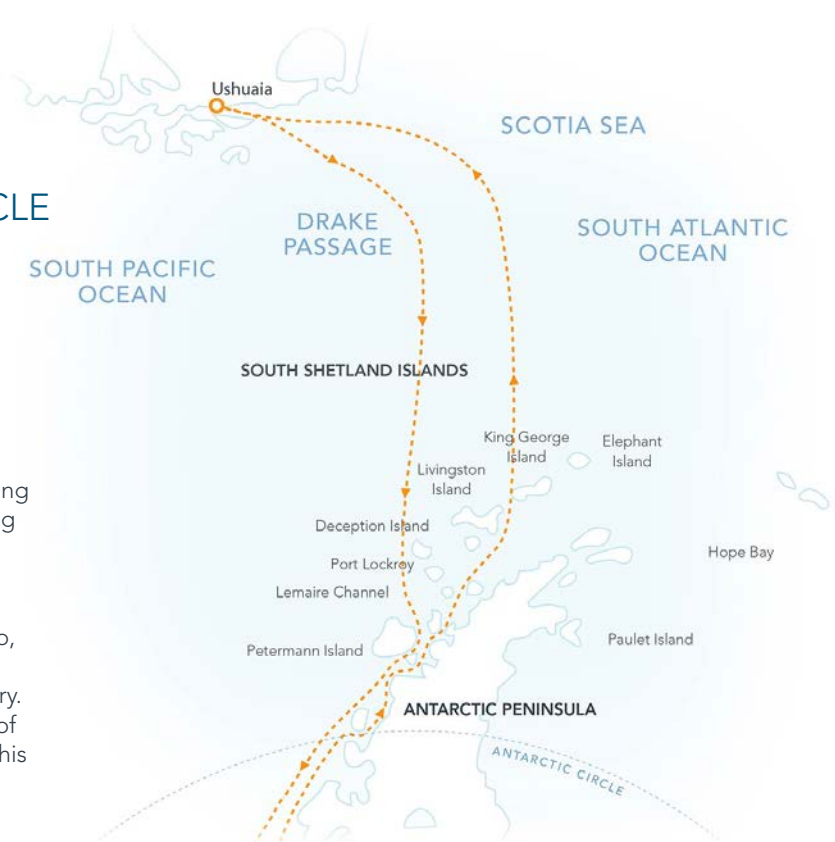 Ushuaia
SCOTIA SEA
CLE
DRAKE
PASSAGE
SOUTH ATLANTIC
OCEAN
SOUTH PACIFIC
OCEAN
SOUTH SHETLAND ISLANDS
King George
Island
Elephant
Island
Livingston
Island
ng
g
Deception Island
Hope Bay
Port Lockroy
Lemaire Channel
o,
Petermann Island
Paulet Island
ry.
of
his
ANTARCTIC PENINSULA
ANTARCTIC CIRCLE